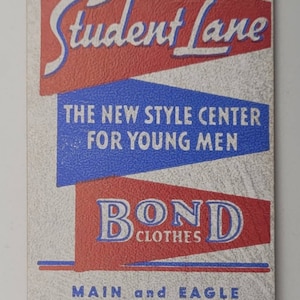 Student Lane
THE NEW STYLE CENTER
FOR YOUNG MEN
BOND
CLOTHES
MAIN and EAGLE